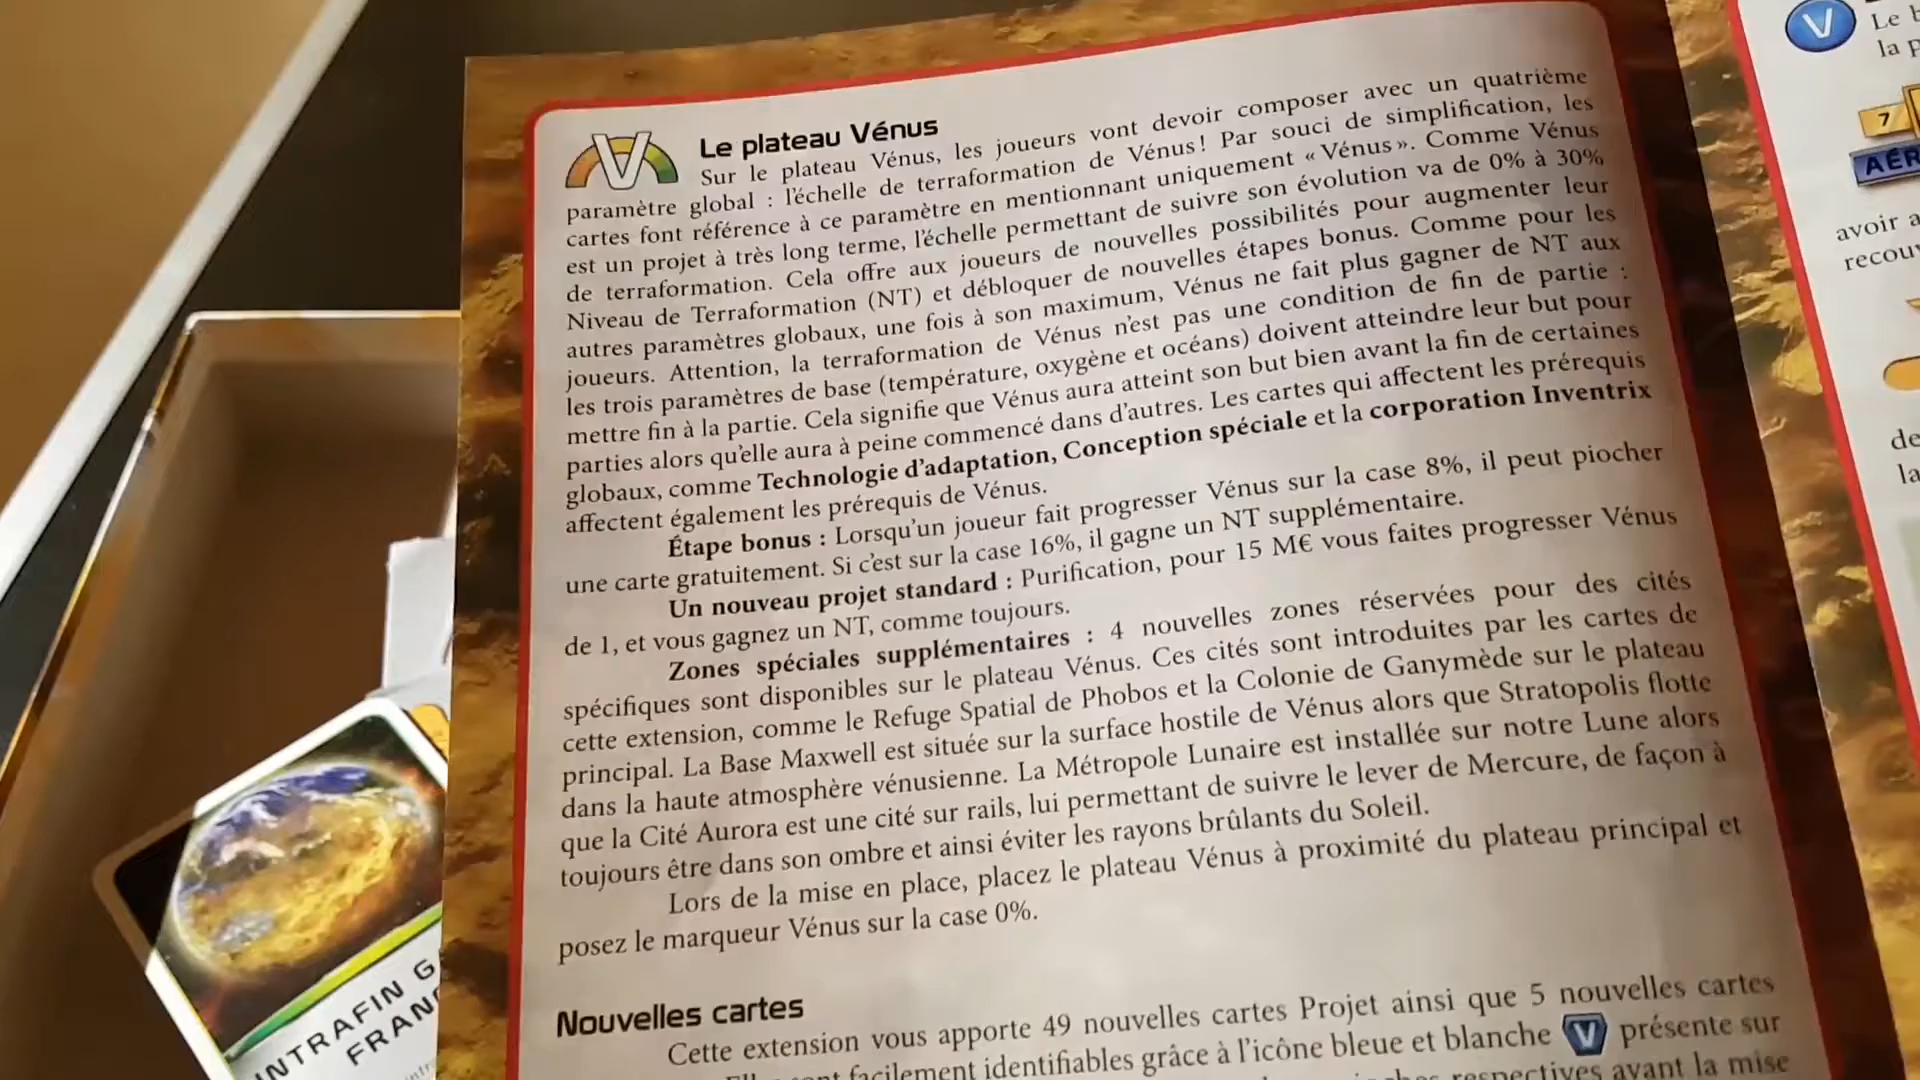 Le plateau Vénus
Sur le plateau Vénus, les joueurs vont devoir composer avec un quatrième
paramètre global : l'échelle de terraformation de Vénus ! Par souci de simplification, les
cartes font référence à ce paramètre en mentionnant uniquement « Vénus ». Comme Vénus
est un projet à très long terme, l'échelle permettant de suivre son évolution va de 0% à 30%
de terraformation. Cela offre aux joueurs de nouvelles possibilités pour augmenter leur
Niveau de Terraformation (NT) et débloquer de nouvelles étapes bonus. Comme pour les
autres paramètres globaux, une fois à son maximum, Vénus ne fait plus gagner de NT aux
joueurs. Attention, la terraformation de Vénus n'est pas une condition de fin de partie :
les trois paramètres de base (température, oxygène et océans) doivent atteindre leur but pour
mettre fin à la partie. Cela signifie que Vénus aura atteint son but bien avant la fin de certaines
parties alors qu'elle aura à peine commencé dans d'autres. Les cartes qui affectent les prérequis
globaux, comme Technologie d'adaptation, Conception spéciale et la corporation Inventrix
affectent également les prérequis de Vénus.
Étape bonus : Lorsqu'un joueur fait progresser Vénus sur la case 8%, il peut piocher
une carte gratuitement. Si c'est sur la case 16%, il gagne un NT supplémentaire.
Un nouveau projet standard : Purification, pour 15 M€ vous faites progresser Vénus
de 1, et vous gagnez un NT, comme toujours.
Zones spéciales supplémentaires : 4 nouvelles zones réservées pour des cités
spécifiques sont disponibles sur le plateau Vénus. Ces cités sont introduites par les cartes de
cette extension, comme le Refuge Spatial de Phobos et la Colonie de Ganymède sur le plateau
principal. La Base Maxwell est située sur la surface hostile de Vénus alors que Stratopolis flotte
dans la haute atmosphère vénusienne. La Métropole Lunaire est installée sur notre Lune alors
que la Cité Aurora est une cité sur rails, lui permettant de suivre le lever de Mercure, de façon à
toujours être dans son ombre et ainsi éviter les rayons brûlants du Soleil.
Lors de la mise en place, placez le plateau Vénus à proximité du plateau principal et
posez le marqueur Vénus sur la case 0%.
Nouvelles cartes
Cette extension vous apporte 49 nouvelles cartes Projet ainsi que 5 nouvelles cartes
facilement identifiables grâce à l'icône bleue et blanche V présente sur
respectives avant la mise
INTRAFIN G
FRAN
V Le
la
7
AÉR
avoir
recou
de
la